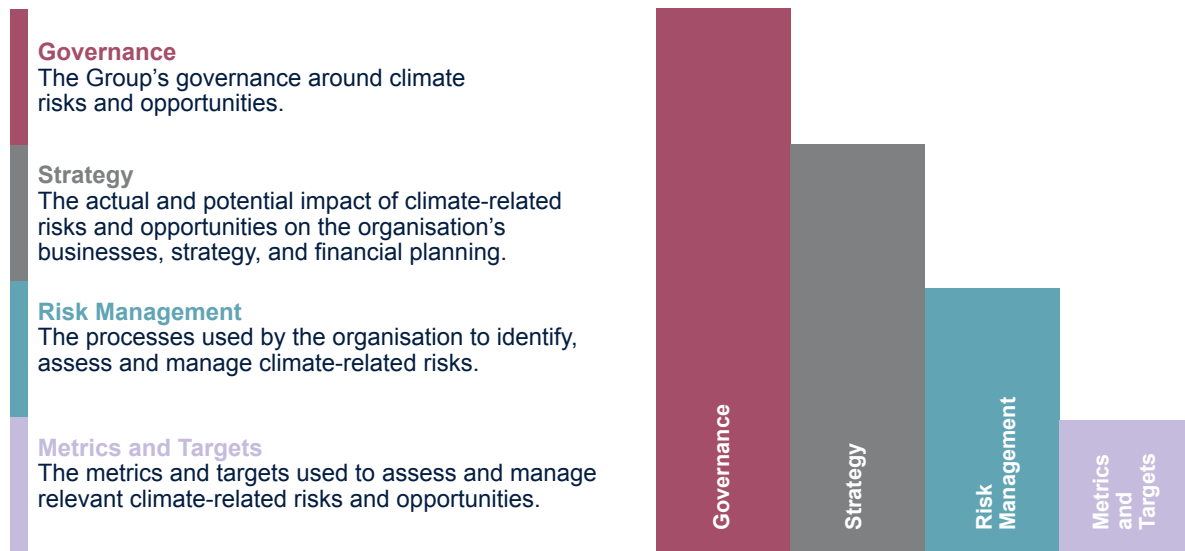 Governance
The Group’s governance around climate
risks and opportunities.
Strategy
The actual and potential impact of climate-related
risks and opportunities on the organisation’s
businesses, strategy, and financial planning.
Risk Management
The processes used by the organisation to identify,
assess and manage climate-related risks.
Metrics and Targets
The metrics and targets used to assess and manage
relevant climate-related risks and opportunities.
Governance
Strategy
Risk
Management
Metrics
and
Targets